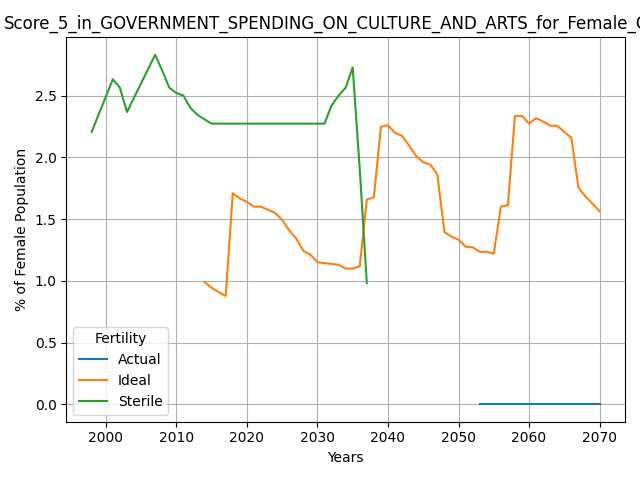 Score_5_in_GOVERNMENT_SPENDING_ON_CULTURE_AND_ARTS_for_Female_
% of Female Population
2.5
2.0
1.5
1.0
0.5
0.0
Fertility
Actual
Ideal
Sterile
2000 2010 2020 2030 2040 2050 2060 2070
Years